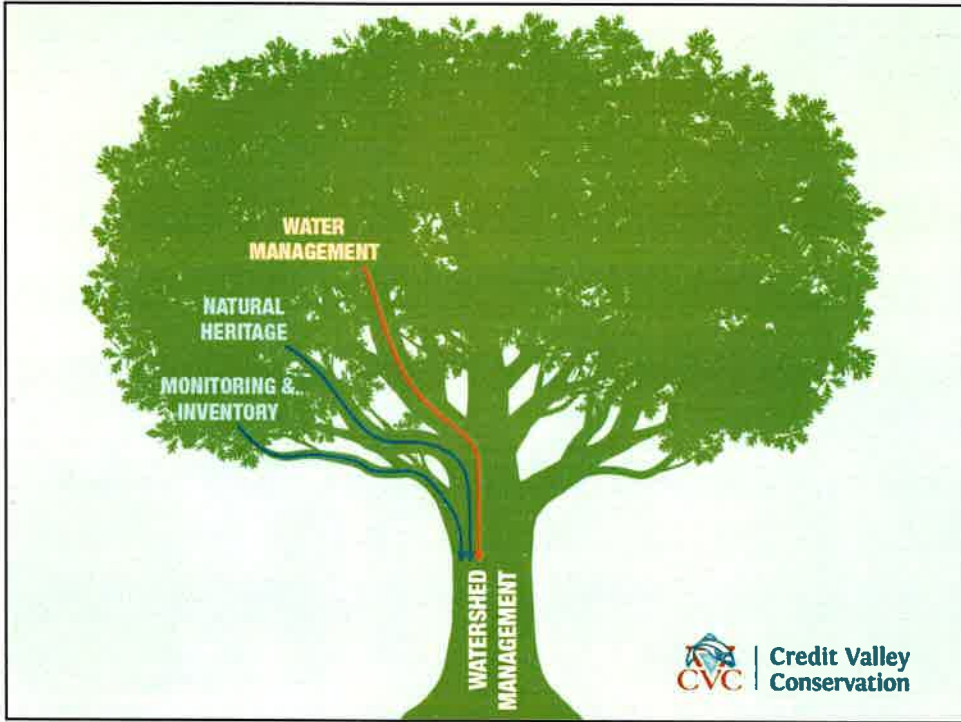 WATER
MANAGEMENT
NATURAL
HERITAGE
MONITORING &
INVENTORY
WATERSHED
MANAGEMENT
CVC
Credit Valley
Conservation